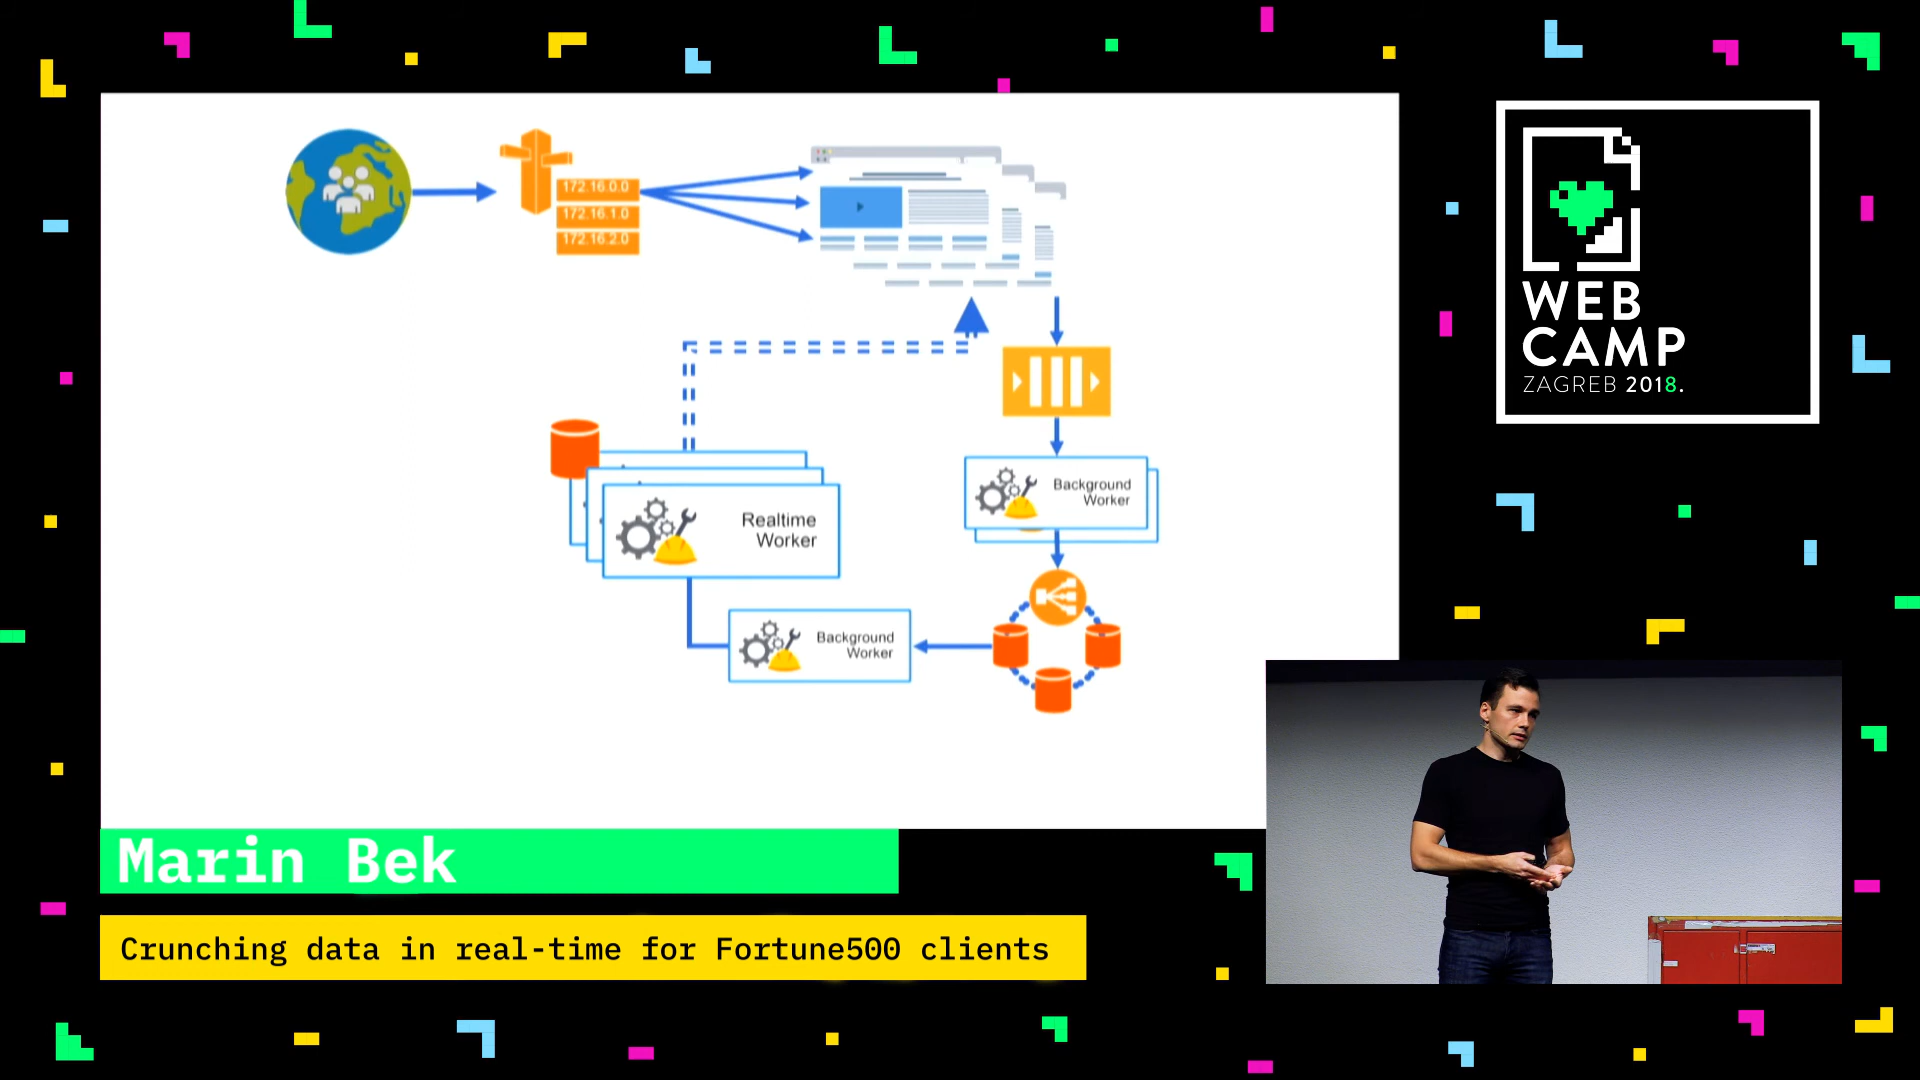 172.16.0.0
172.16.1.0
172.16.2.0
Background
Worker
Realtime
Worker
Background
Worker
WEB
CAMP
ZAGREB 2018.
Marin Bek
Crunching data in real-time for Fortune500 clients